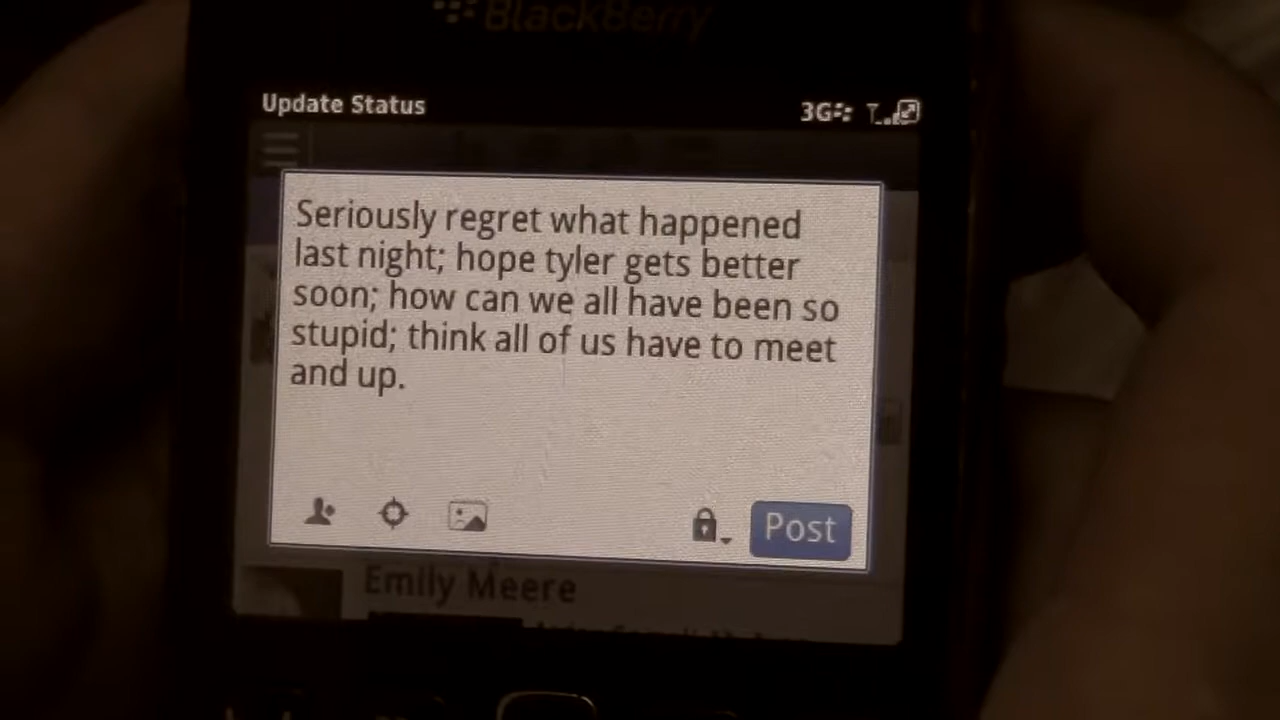 BlackBerry
Update Status
3G
Seriously regret what happened
last night; hope tyler gets better
soon; how can we all have been so
stupid; think all of us have to meet
and up.
Post
Emily Meere